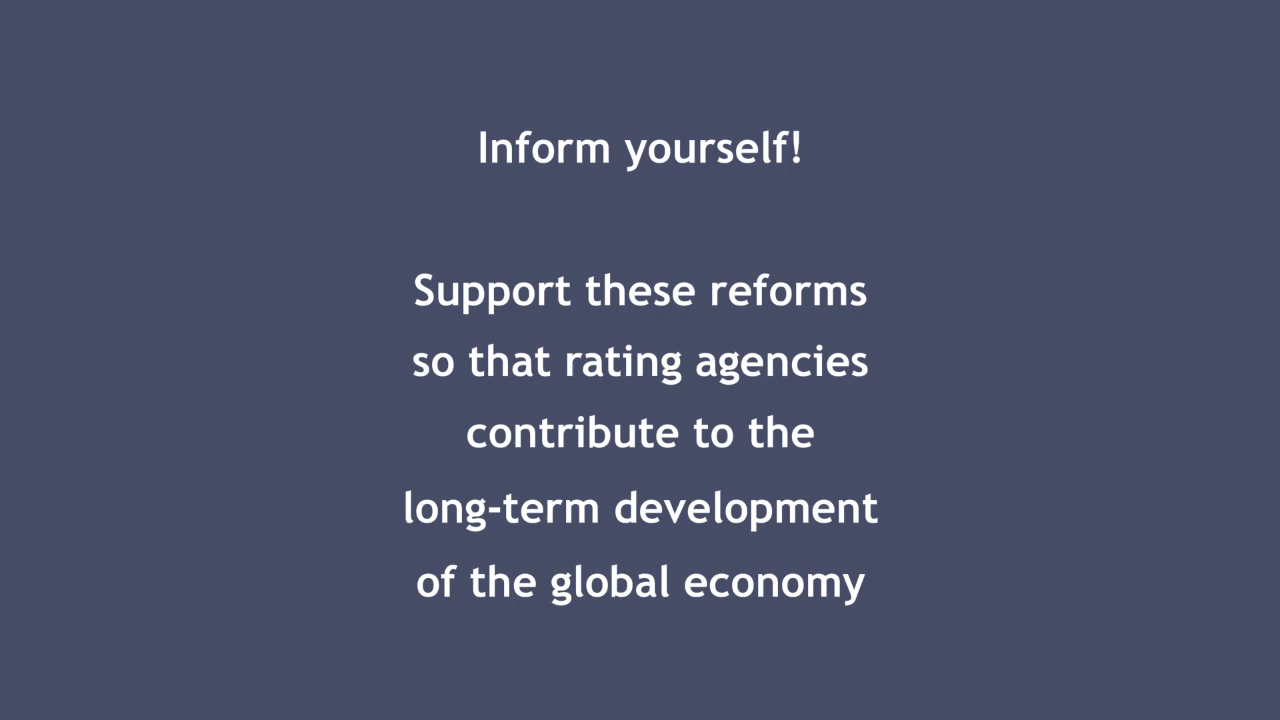 Inform yourself!
Support these reforms
so that rating agencies
contribute to the
long-term development
of the global economy